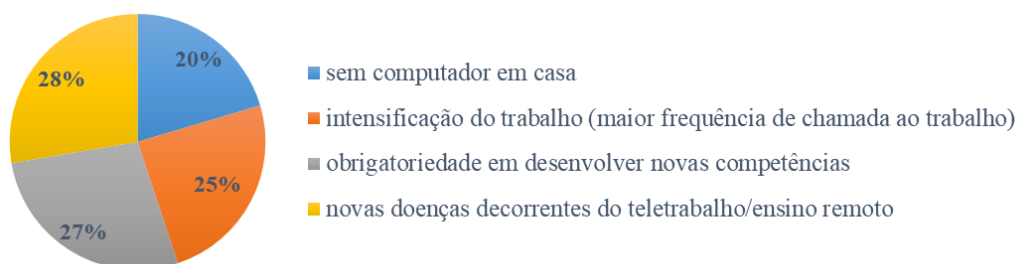 20%
sem computador em casa
28%
intensificação do trabalho (maior frequência de chamada ao trabalho)
obrigatoriedade em desenvolver novas competências
25%
novas doenças decorrentes do teletrabalho/ensino remoto
27%